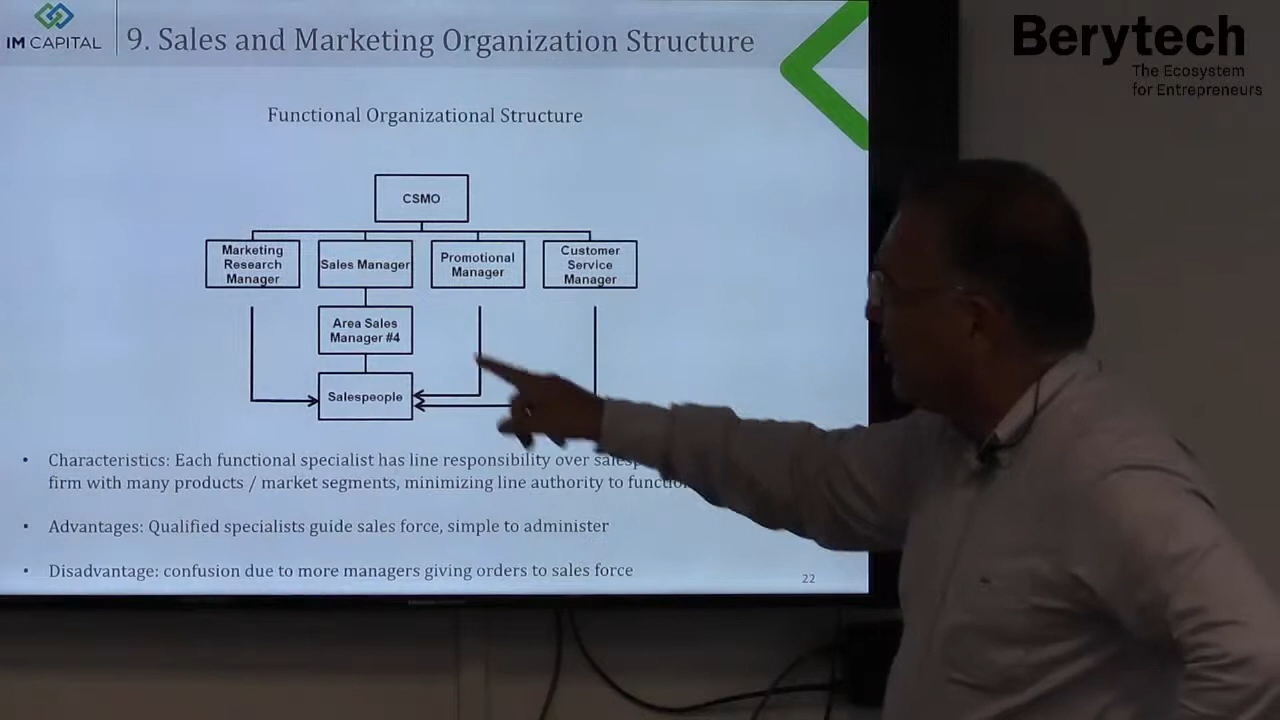 IM CAPITAL
9. Sales and Marketing Organization Structure
Berytech
The Ecosystem
for Entrepreneurs
Functional Organizational Structure
CSMO
Marketing
Research
Manager
Sales Manager
Promotional
Manager
Customer
Service
Manager
Area Sales
Manager #4
Salespeople
• Characteristics: Each functional specialist has line responsibility over
firm with many products / market segments, minimizing line authority to
• Advantages: Qualified specialists guide sales force, simple to administer
• Disadvantage: confusion due to more managers giving orders to sales force
22